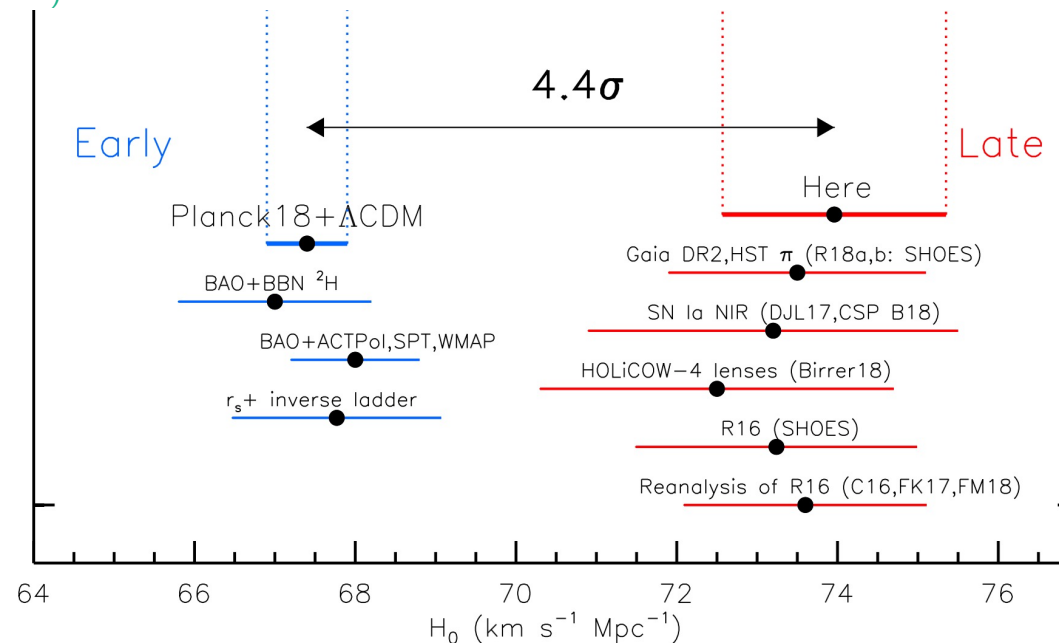 4.4σ
Early
Late
Here
Planck18+ΛCDM
Gaia DR2,HST π (R18a,b: SHOES)
BAO+BBN ²H
SN Ia NIR (DJL17,CSP B18)
BAO+ACTPol,SPT,WMAP
HOLiCOW-4 lenses (Birrer18)
rₛ+ inverse ladder
R16 (SHOES)
Reanalysis of R16 (C16,FK17,FM18)
64 66 68 70 72 74 76
H₀ (km s⁻¹ Mpc⁻¹)